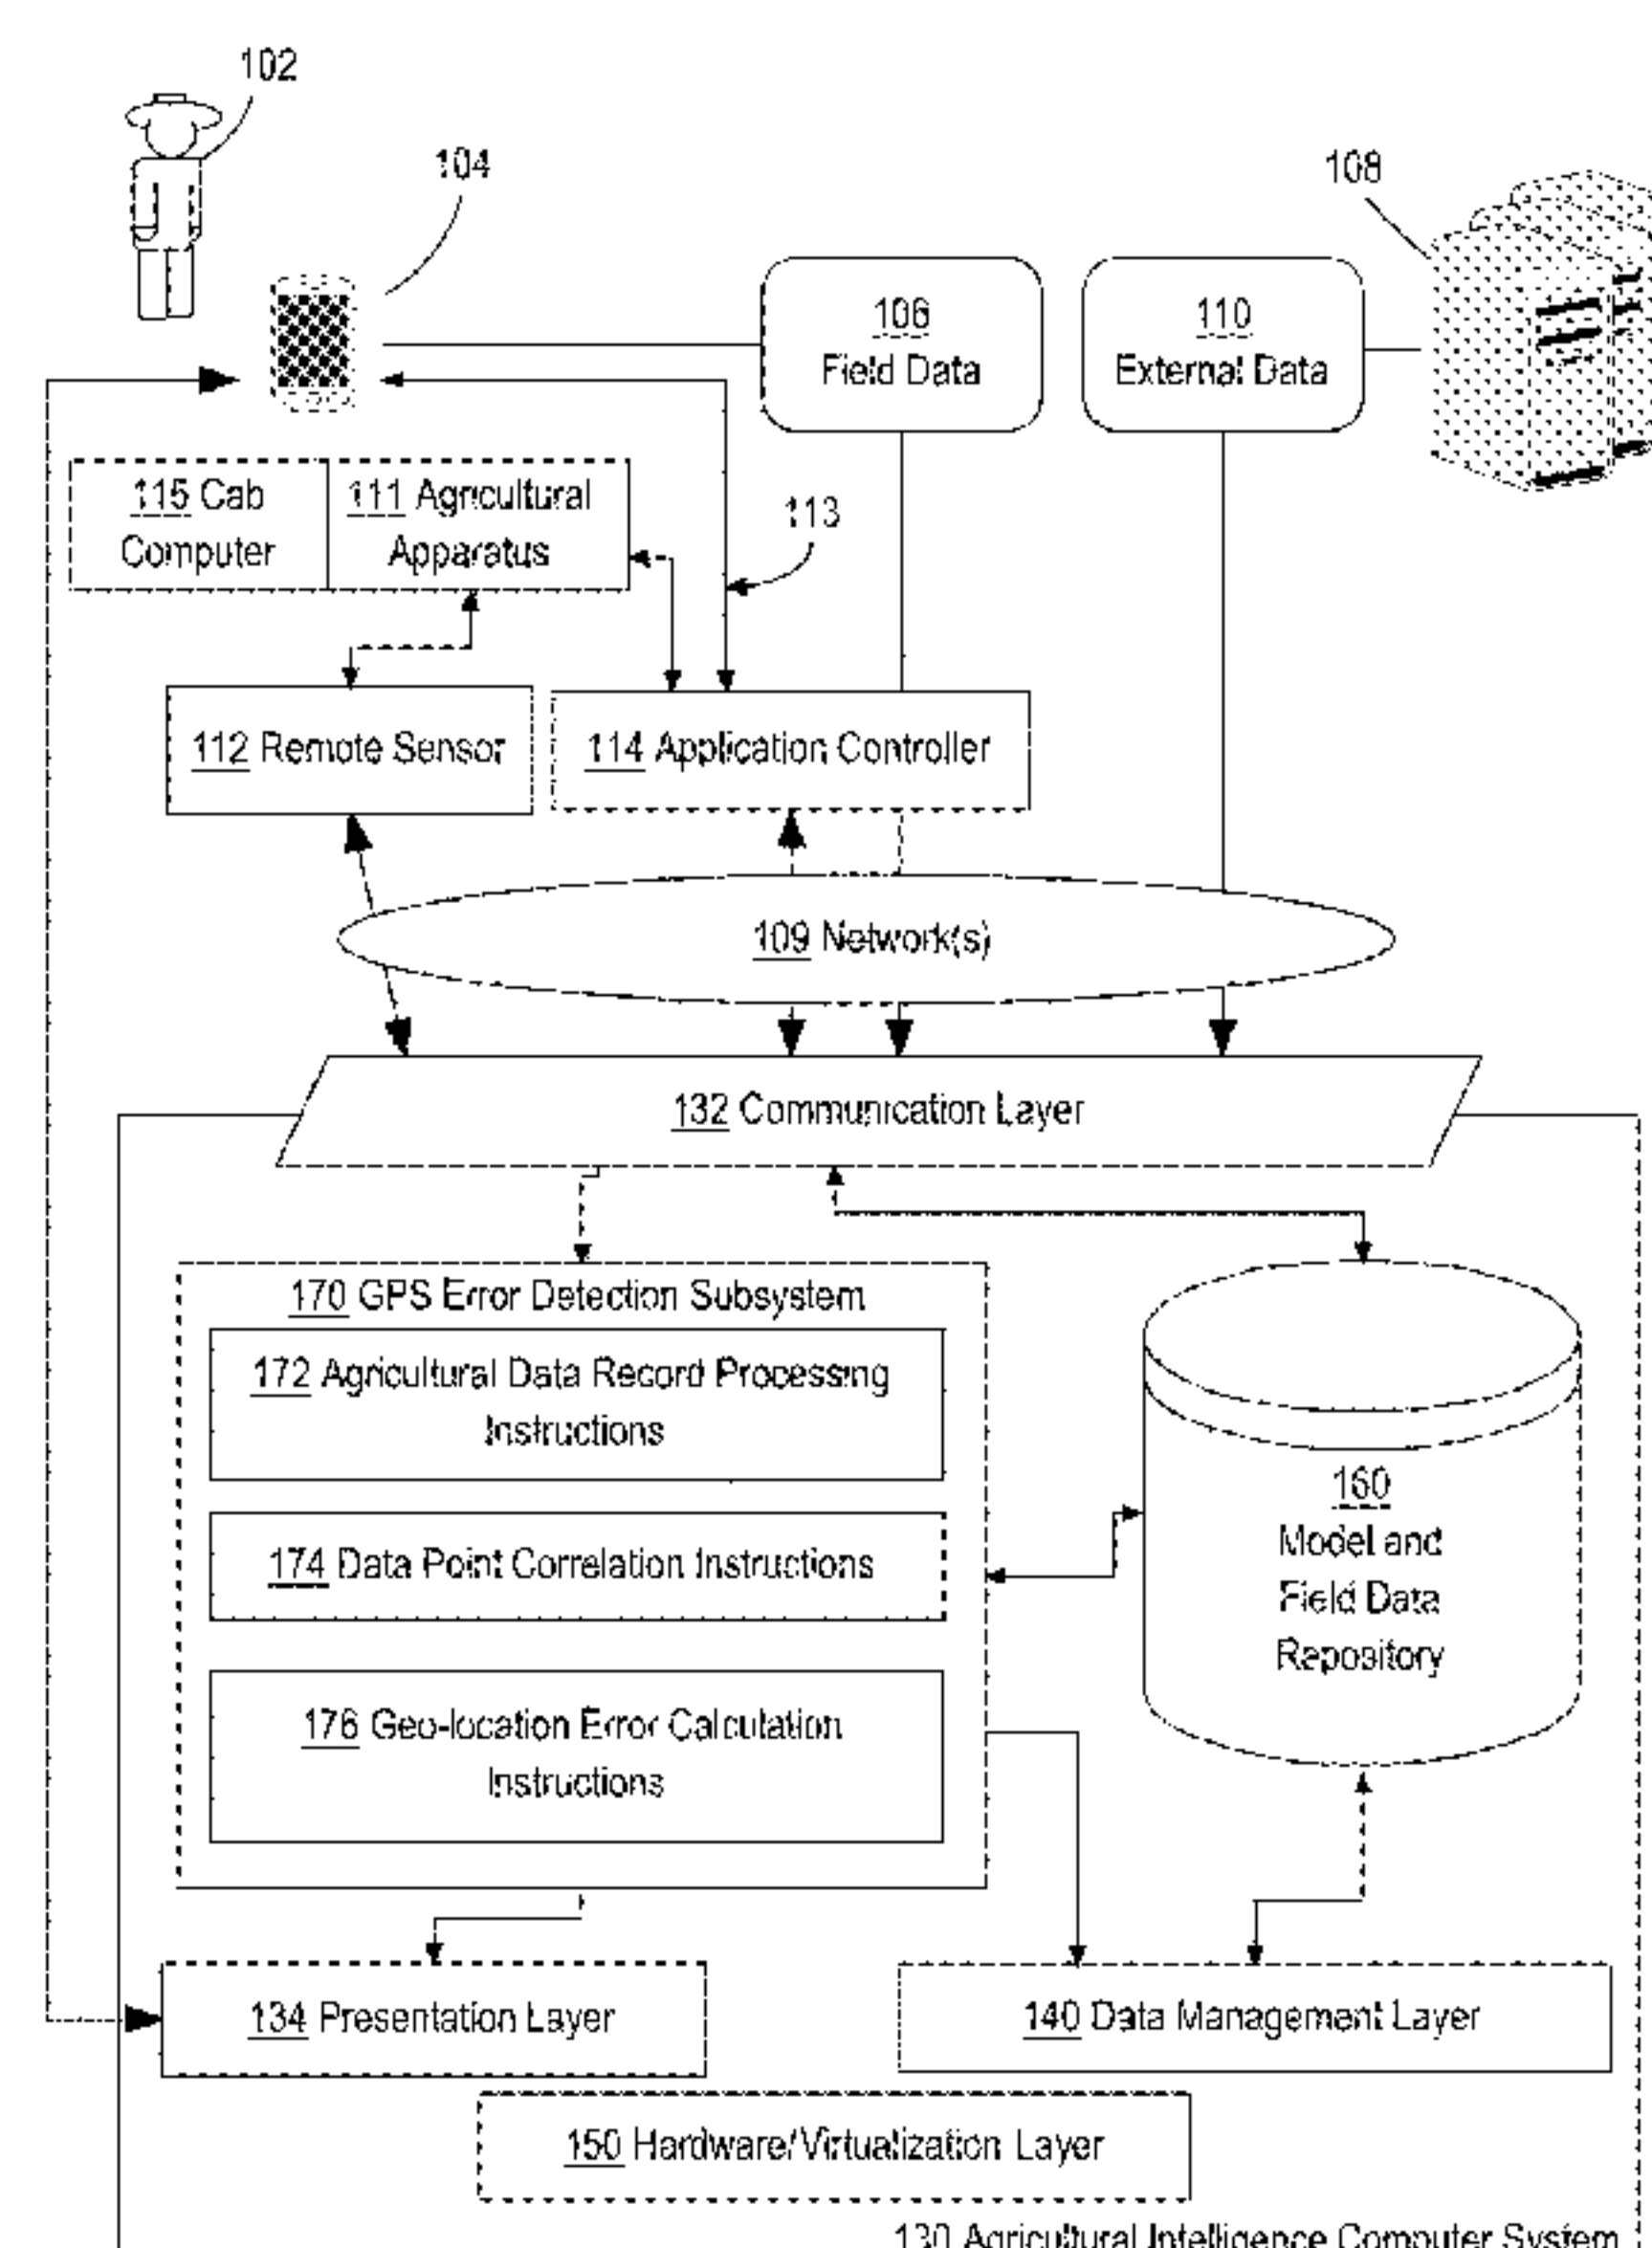 102
104
108
106
Field Data
110
External Data
115 Cab
Computer
111 Agricultural
Apparatus
113
112 Remote Sensor
114 Application Controller
109 Network(s)
132 Communication Layer
170 GPS Error Detection Subsystem
172 Agricultural Data Record Processing
Instructions
174 Data Point Correlation Instructions
176 Geo-location Error Calculation
Instructions
160
Model and
Field Data
Repository
134 Presentation Layer
140 Data Management Layer
150 Hardware/Virtualization Layer
130 Agricultural Intelligence Computer System